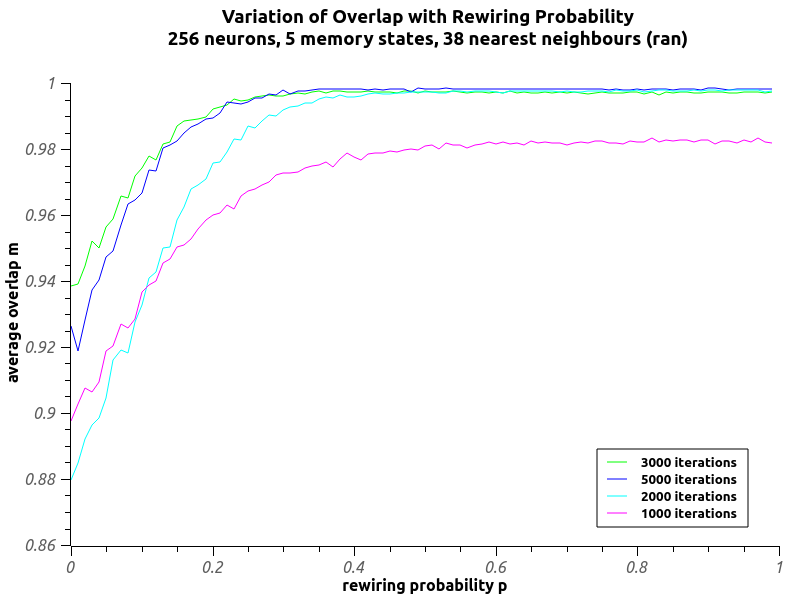 Variation of Overlap with Rewiring Probability
256 neurons, 5 memory states, 38 nearest neighbours (ran)
1
0.98
0.96
0.94
0.92
0.9
0.88
0.86
average overlap m
3000 iterations
5000 iterations
2000 iterations
1000 iterations
0 0.2 0.4 0.6 0.8 1
rewiring probability p